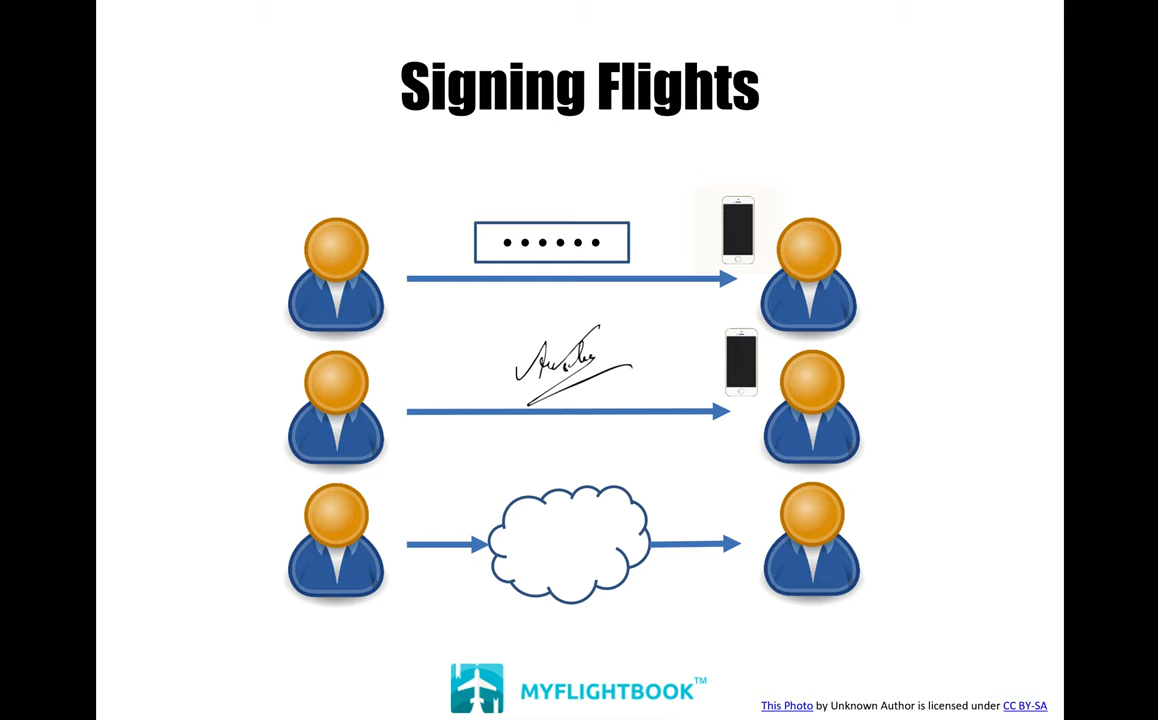 Signing Flights
MYFLIGHTBOOK™
This Photo by Unknown Author is licensed under CC BY-SA